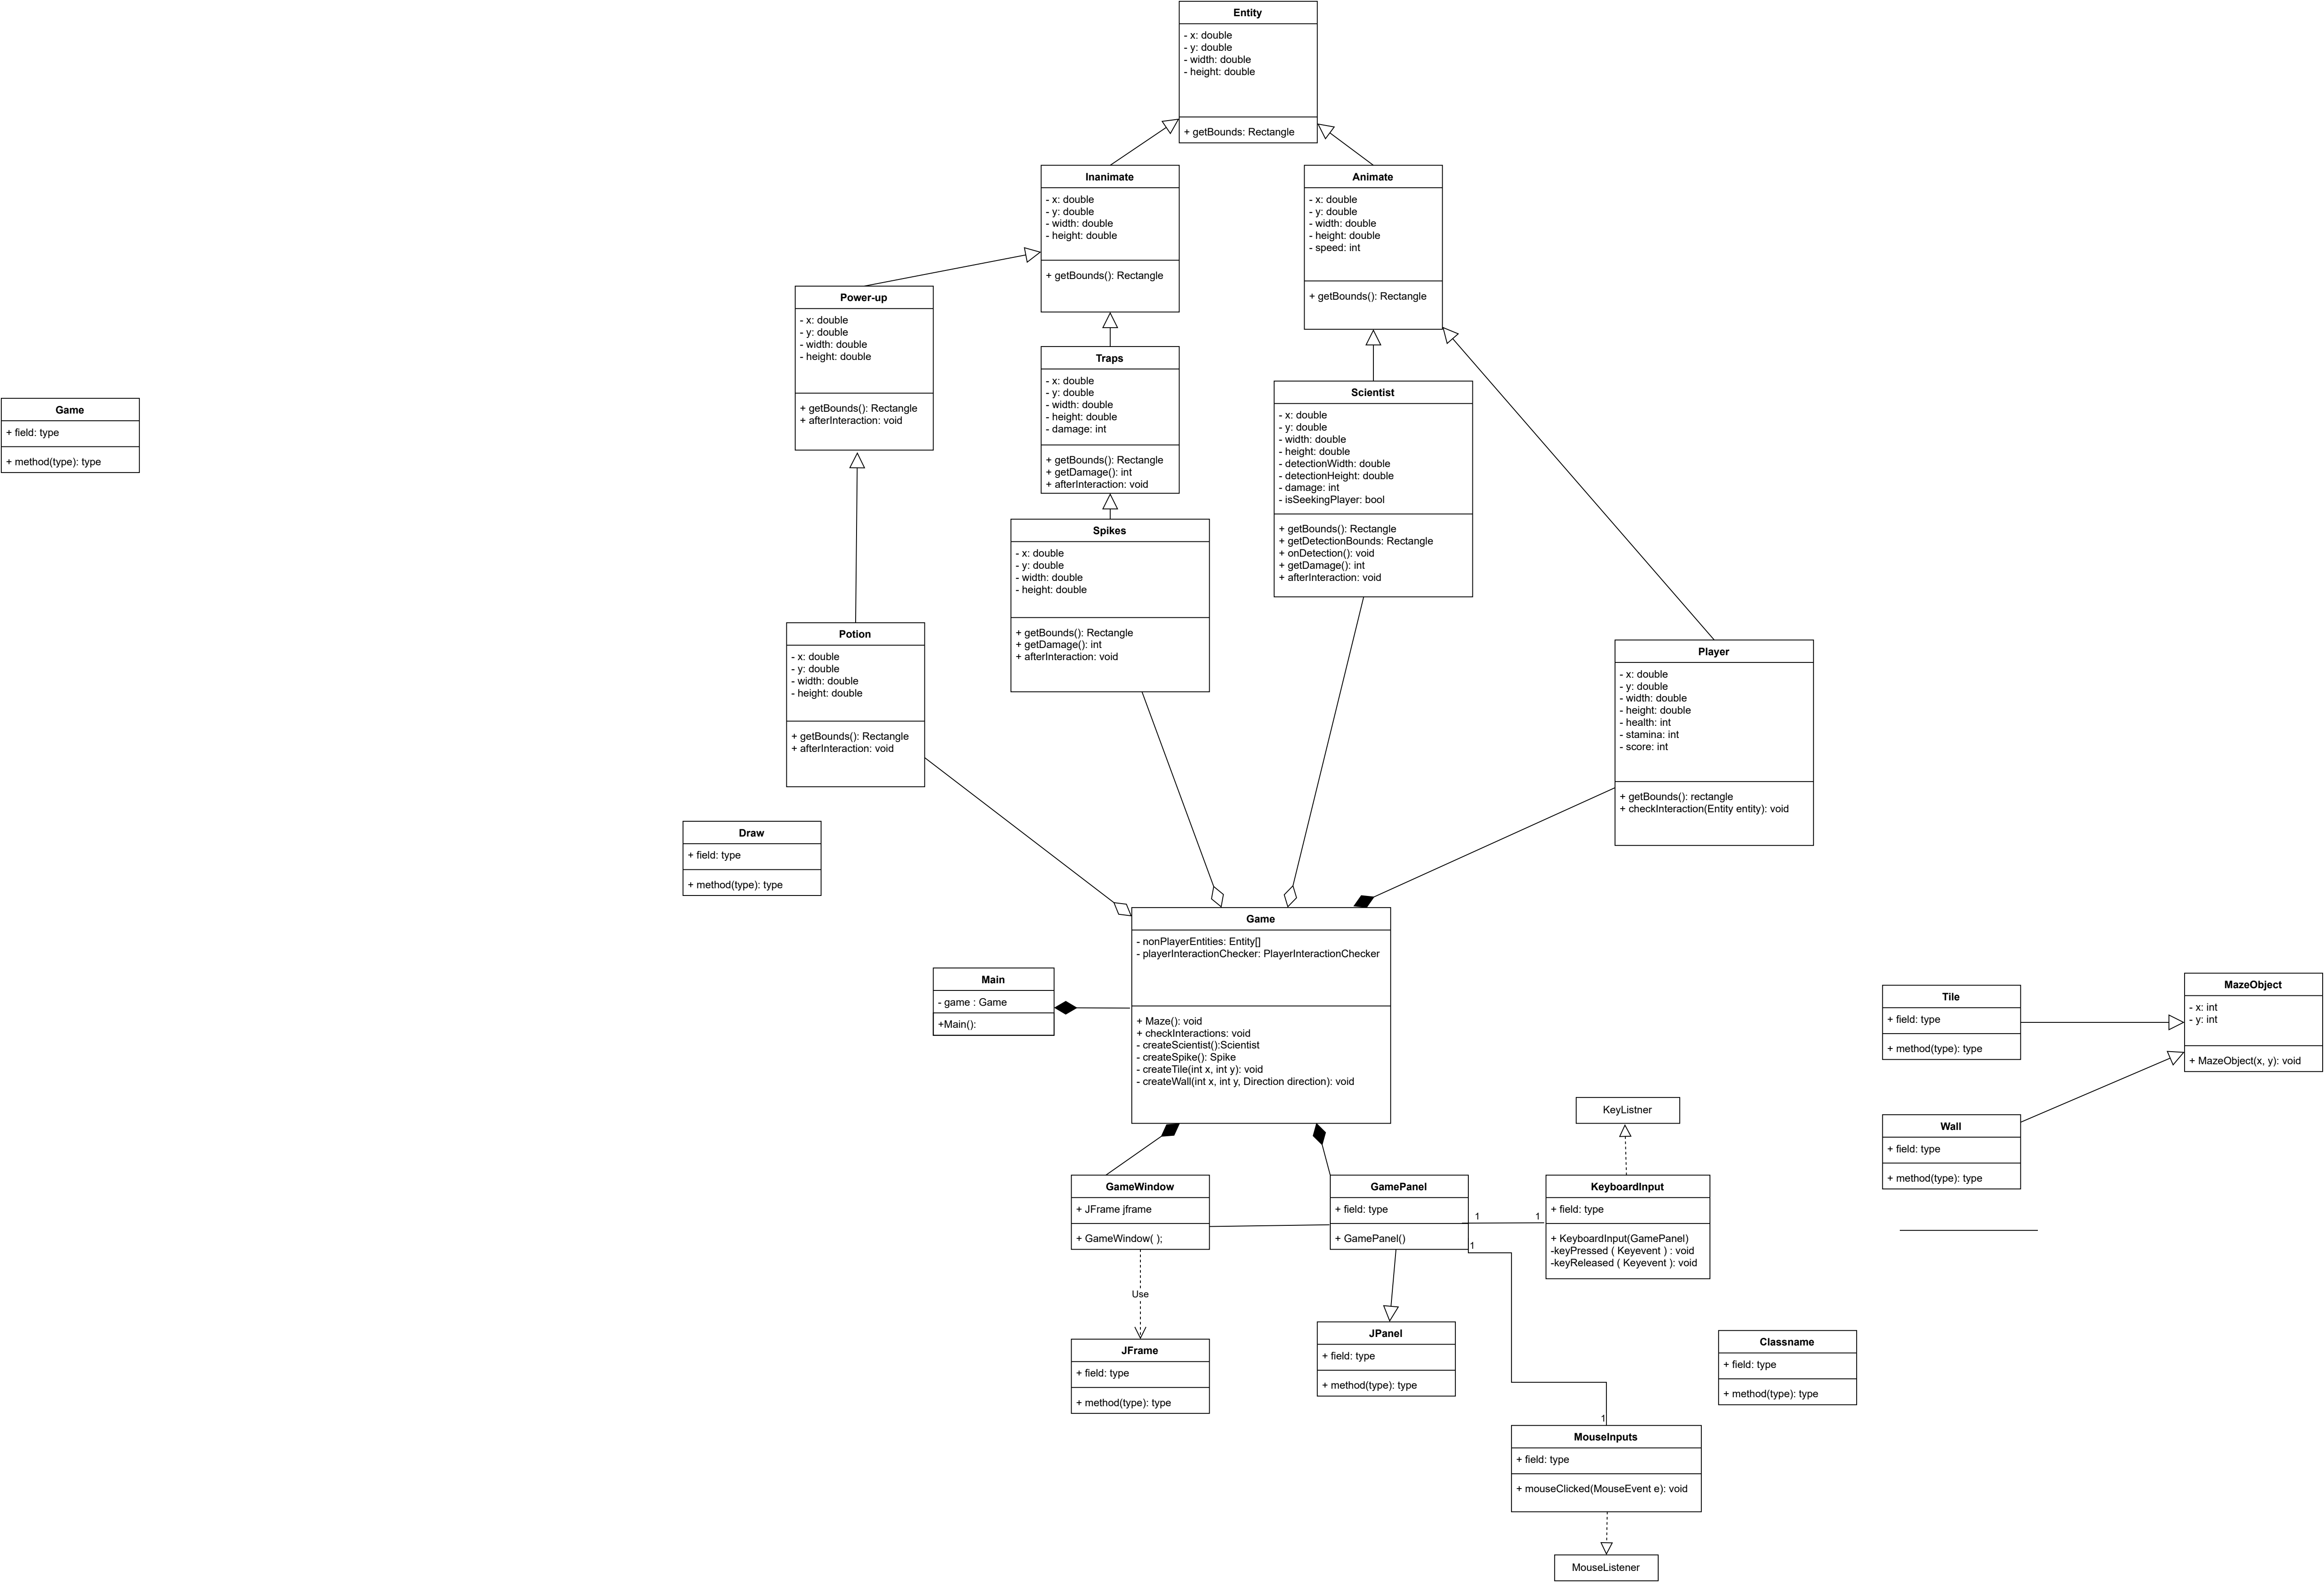 Entity
- x: double
- y: double
- width: double
- height: double
+ getBounds: Rectangle
Inanimate
- x: double
- y: double
- width: double
- height: double
+ getBounds(): Rectangle
Animate
- x: double
- y: double
- width: double
- height: double
- speed: int
+ getBounds(): Rectangle
Power-up
- x: double
- y: double
- width: double
- height: double
+ getBounds(): Rectangle
+ afterInteraction: void
Traps
- x: double
- y: double
- width: double
- height: double
- damage: int
+ getBounds(): Rectangle
+ getDamage(): int
+ afterInteraction: void
Scientist
- x: double
- y: double
- width: double
- height: double
- detectionWidth: double
- detectionHeight: double
- damage: int
- isSeekingPlayer: bool
+ getBounds(): Rectangle
+ getDetectionBounds: Rectangle
+ onDetection(): void
+ getDamage(): int
+ afterInteraction: void
Game
+ field: type
+ method(type): type
Spikes
- x: double
- y: double
- width: double
- height: double
+ getBounds(): Rectangle
+ getDamage(): int
+ afterInteraction: void
Potion
- x: double
- y: double
- width: double
- height: double
+ getBounds(): Rectangle
+ afterInteraction: void
Player
- x: double
- y: double
- width: double
- height: double
- health: int
- stamina: int
- score: int
+ getBounds(): rectangle
+ checkInteraction(Entity entity): void
Draw
+ field: type
+ method(type): type
Game
- nonPlayerEntities: Entity[]
- playerInteractionChecker: PlayerInteractionChecker
+ Maze(): void
+ checkInteractions: void
- createScientist():Scientist
- createSpike(): Spike
- createTile(int x, int y): void
- createWall(int x, int y, Direction direction): void
Main
- game : Game
+Main():
Tile
+ field: type
+ method(type): type
MazeObject
- x: int
- y: int
+ MazeObject(x, y): void
Wall
+ field: type
+ method(type): type
KeyListner
GameWindow
+ JFrame jframe
+ GameWindow( );
GamePanel
+ field: type
+ GamePanel()
1
1
1
KeyboardInput
+ field: type
+ KeyboardInput(GamePanel)
-keyPressed ( Keyevent ) : void
-keyReleased ( Keyevent ): void
Use
JFrame
+ field: type
+ method(type): type
JPanel
+ field: type
+ method(type): type
Classname
+ field: type
+ method(type): type
1
MouseInputs
+ field: type
+ mouseClicked(MouseEvent e): void
MouseListener